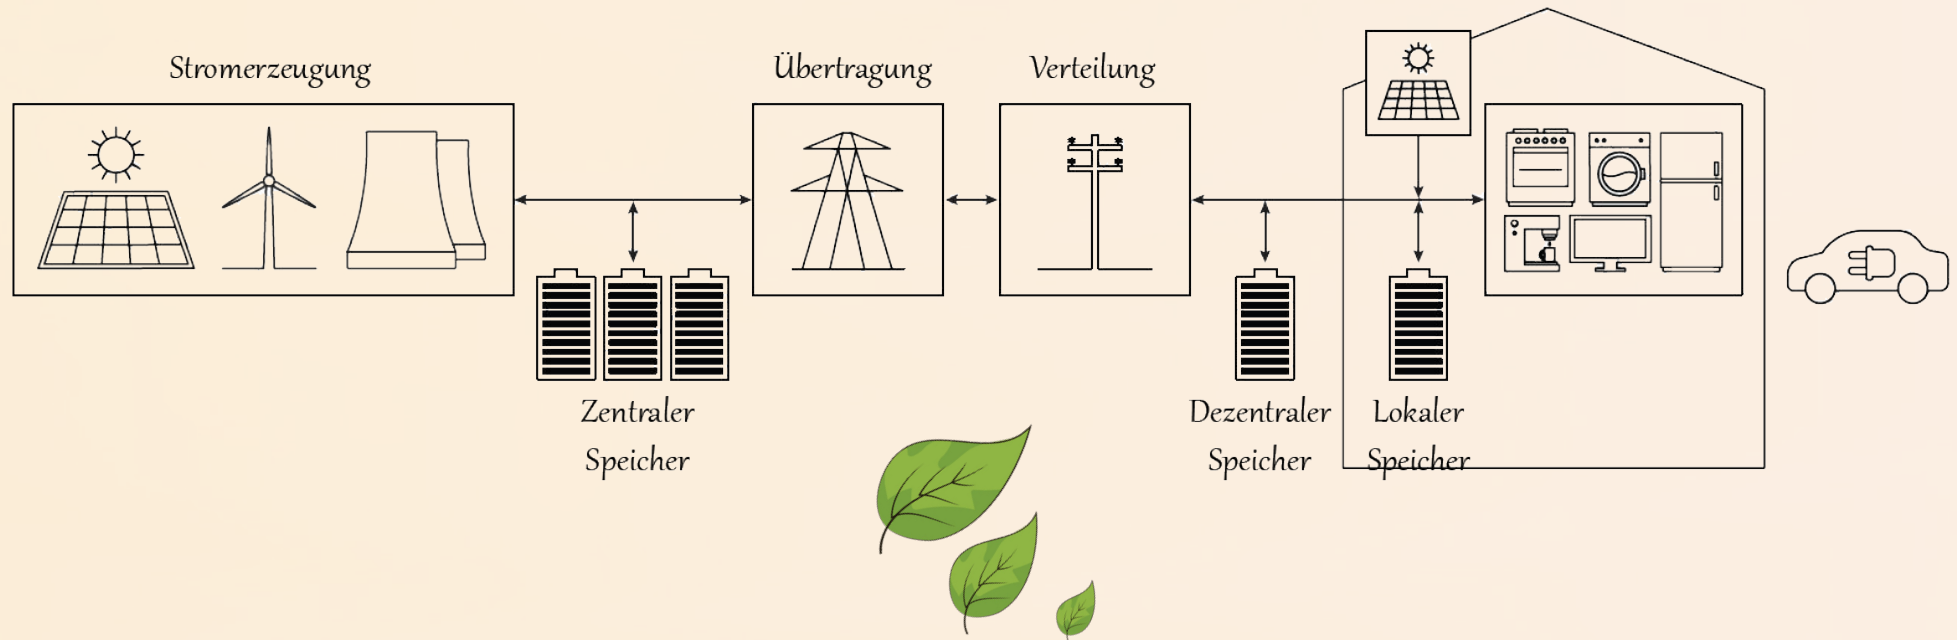 Stromerzeugung
Übertragung
Verteilung
Zentraler
Speicher
Dezentraler
Speicher
Lokaler
Speicher